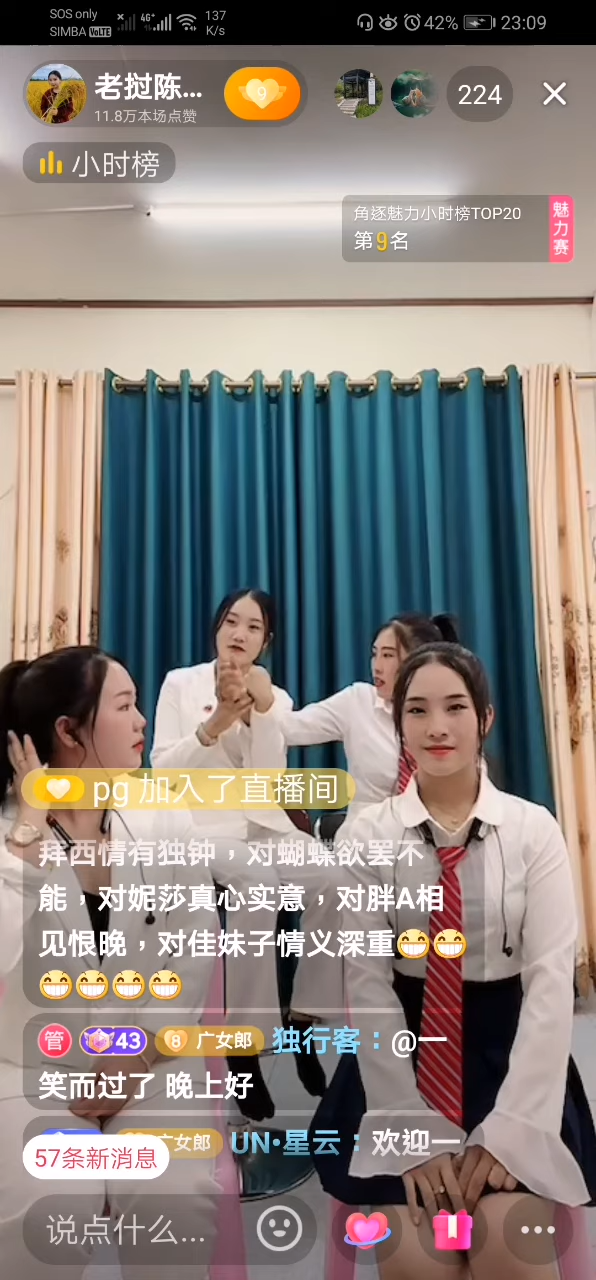 SOS only
SIMBA VoLTE
4G+
137
K/s
42%
23:09
老挝陈...
11.8万本场点赞
9
224
小时榜
角逐魅力小时榜TOP20
第9名
魅力赛
pg 加入了直播间
拜西情有独钟，对蝴蝶欲罢不
能，对妮莎真心实意，对胖A相
见恨晚，对佳妹子情义深重😁😁
😁😁😁😁
管 43 8 广女郎 独行客：@一
笑而过了 晚上好
女郎 UN•星云：欢迎一
57条新消息
说点什么...